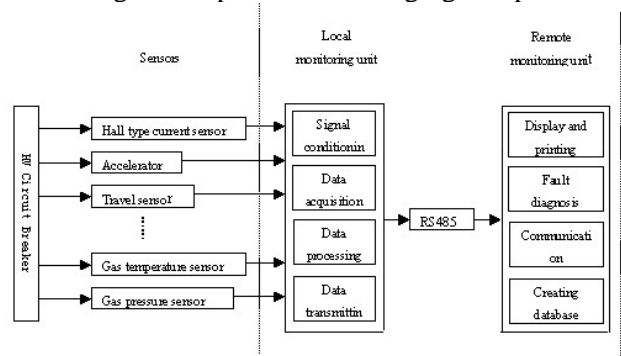 Local
Remote
Sensors
monitoring unit
monitoring unit
HV Circuit Breaker
Hall type current sensor
Accelerator
Travel sensor
Gas temperature sensor
Gas pressure sensor
Signal
conditionin
Data
acquisition
Data
processing
Data
transmittin
RS485
Display and
printing
Fault
diagnosis
Communicati
on
Creating
database